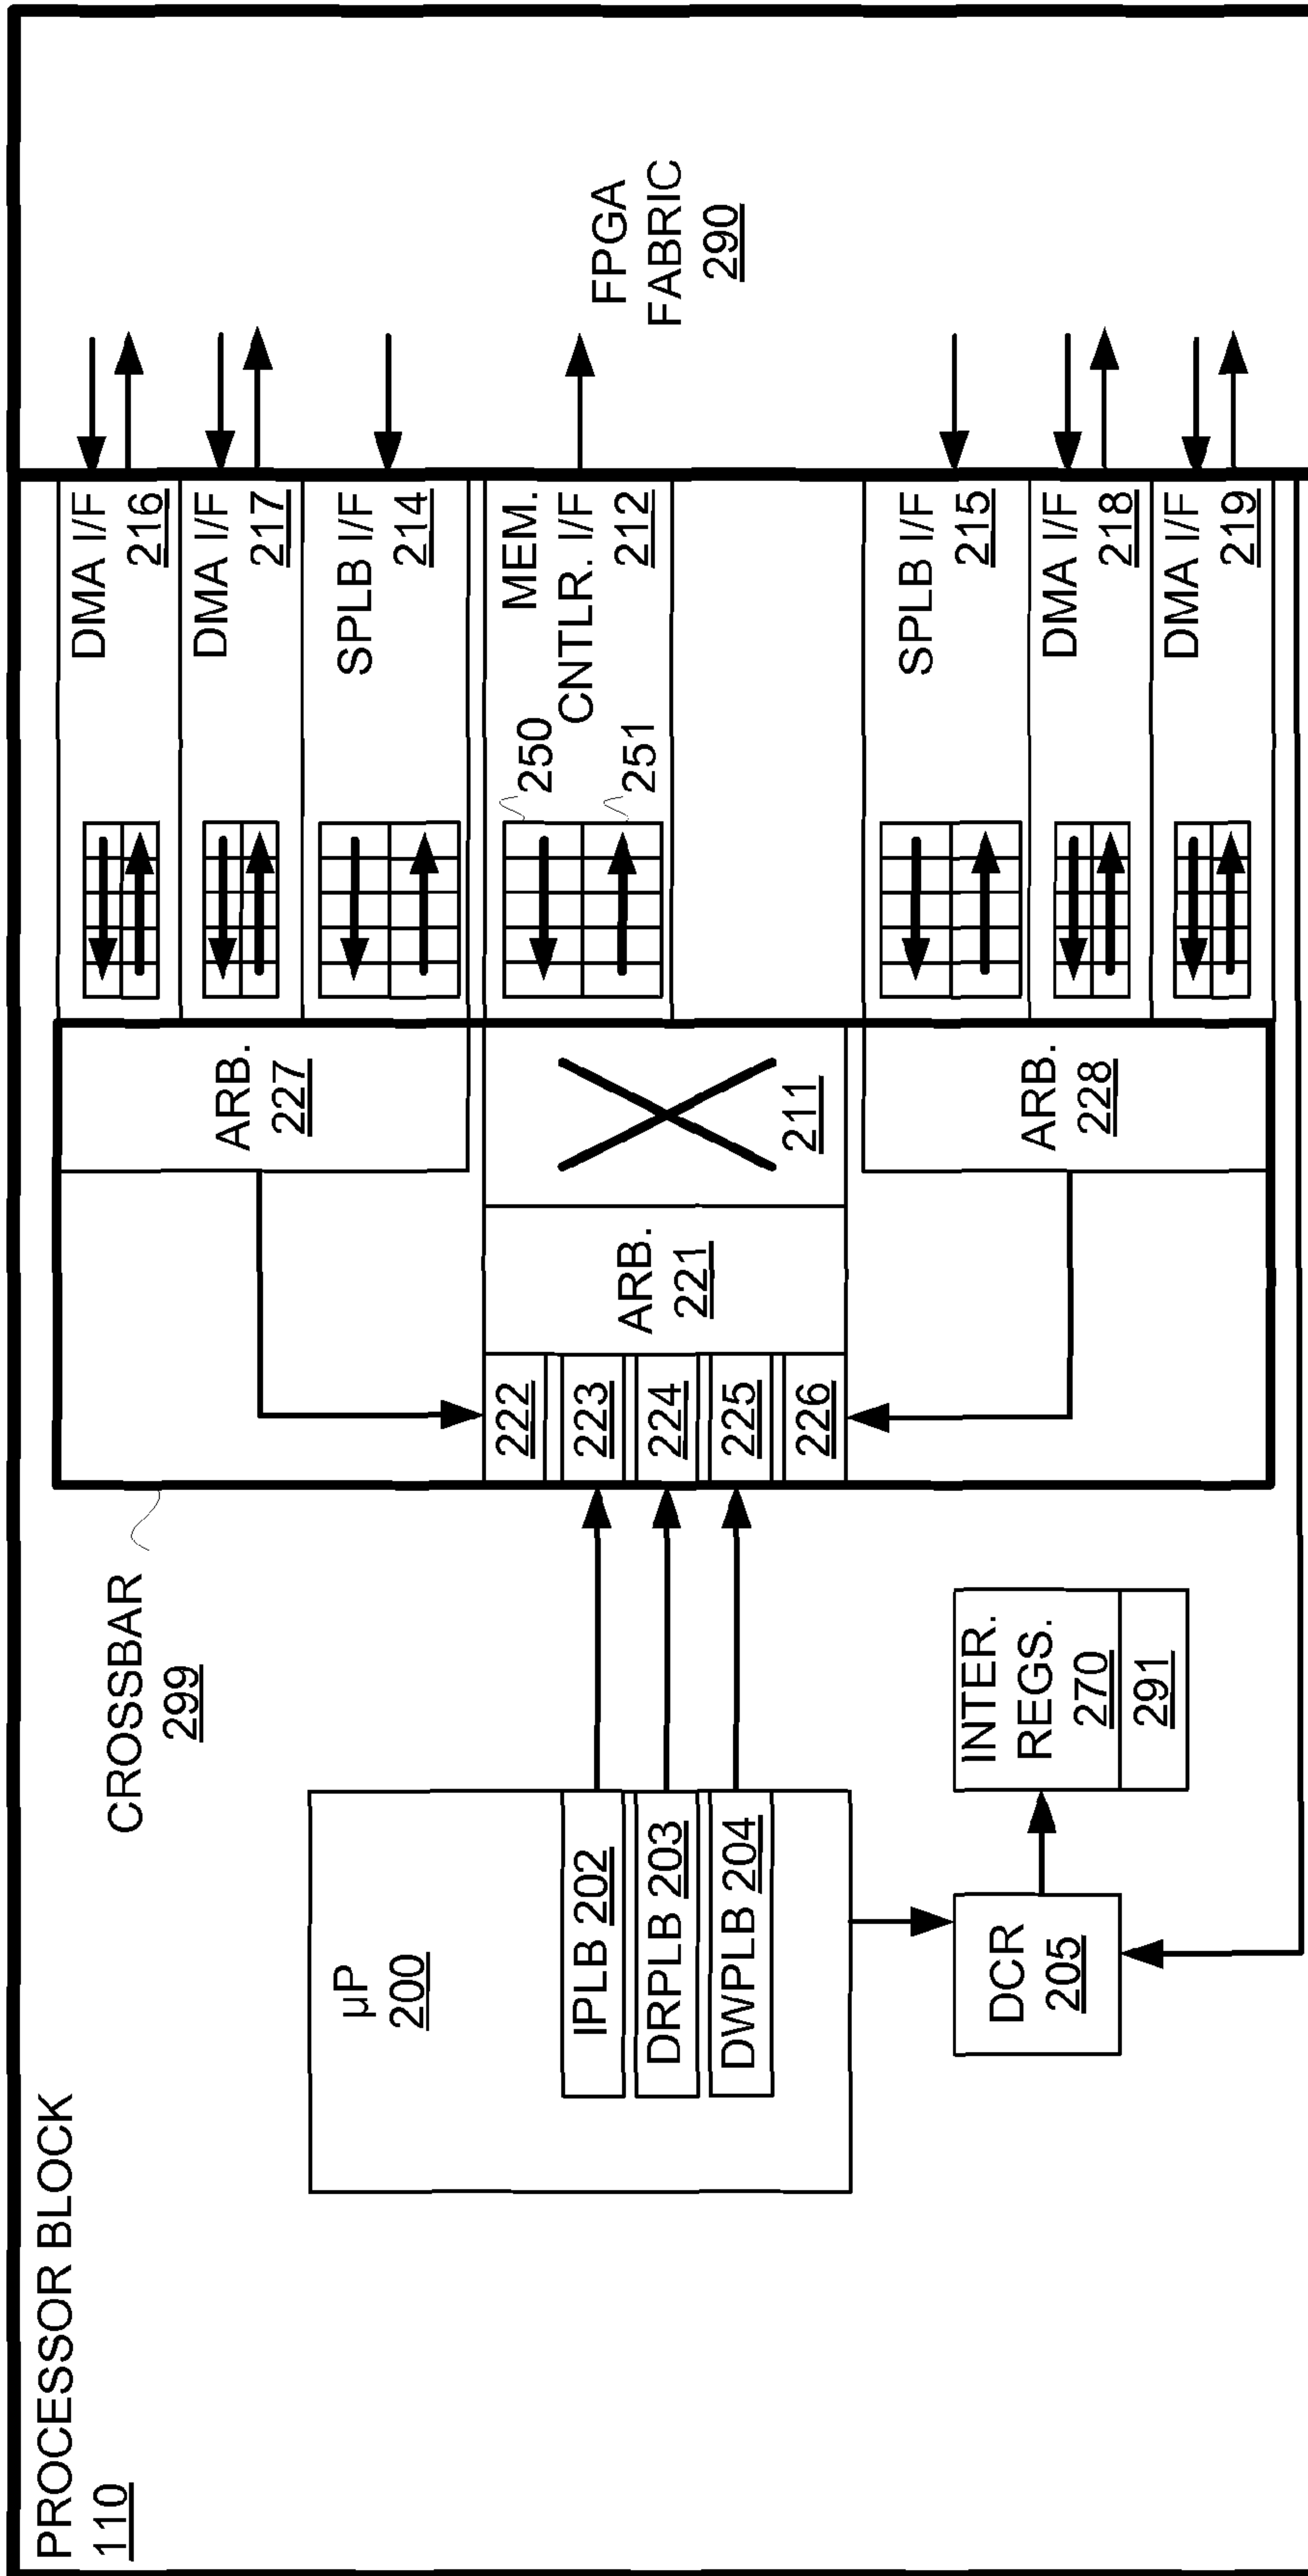 PROCESSOR BLOCK
110
CROSSBAR
299
µP
200
IPLB 202
DRPLB 203
DWPLB 204
DCR
205
INTER.
REGS.
270
291
222
223
224
225
226
ARB.
221
211
ARB.
227
ARB.
228
DMA I/F
216
DMA I/F
217
SPLB I/F
214
MEM.
CNTLR. I/F
212
250
251
SPLB I/F
215
DMA I/F
218
DMA I/F
219
FPGA
FABRIC
290